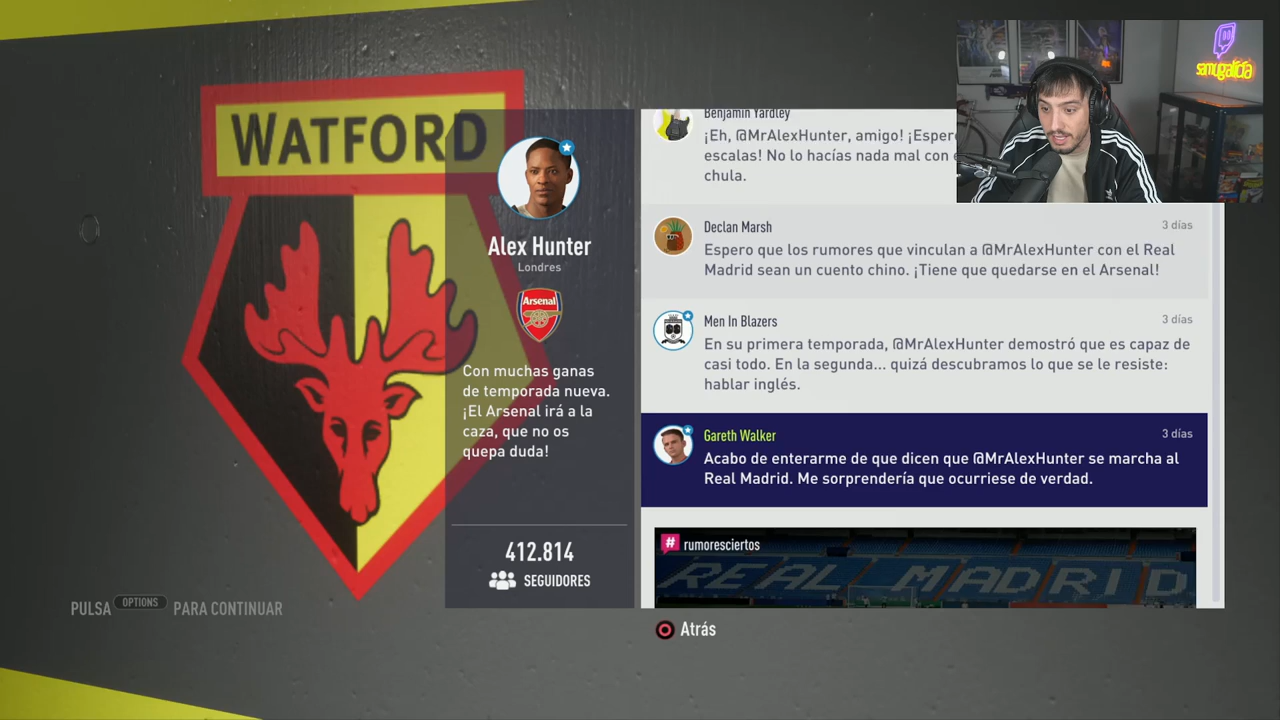 WATFORD
samugalida
Alex Hunter
Londres
Arsenal
Con muchas ganas
de temporada nueva.
¡El Arsenal irá a la
caza, que no os
quepa duda!
412.814
SEGUIDORES
Benjamin Yardley
¡Eh, @MrAlexHunter, amigo! ¡Esper
escalas! No lo hacías nada mal con
chula.
Declan Marsh
3 días
Espero que los rumores que vinculan a @MrAlexHunter con el Real
Madrid sean un cuento chino. ¡Tiene que quedarse en el Arsenal!
Men In Blazers
3 días
En su primera temporada, @MrAlexHunter demostró que es capaz de
casi todo. En la segunda... quizá descubramos lo que se le resiste:
hablar inglés.
Gareth Walker
3 días
Acabo de enterarme de que dicen que @MrAlexHunter se marcha al
Real Madrid. Me sorprendería que ocurriese de verdad.
# rumoresciertos
REAL MADRID
PULSA OPTIONS PARA CONTINUAR
Atrás